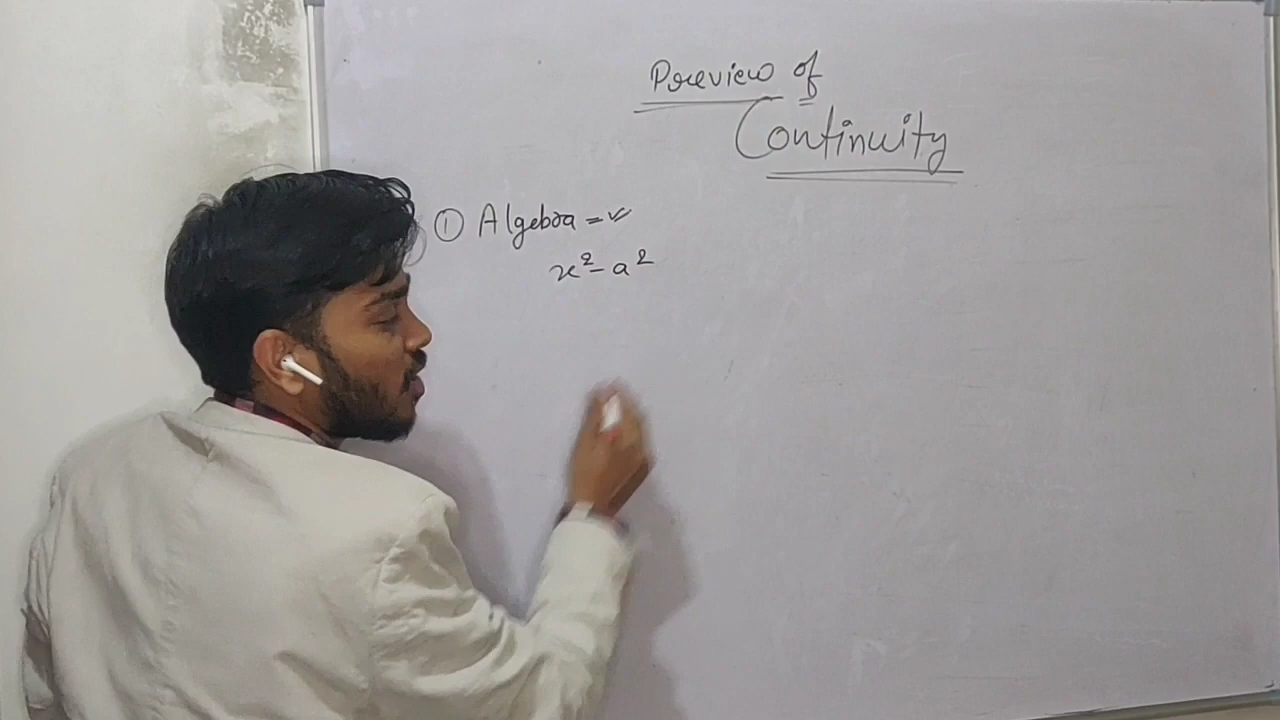 Preview of
Continuity
① Algebra = ✓
x² - a²